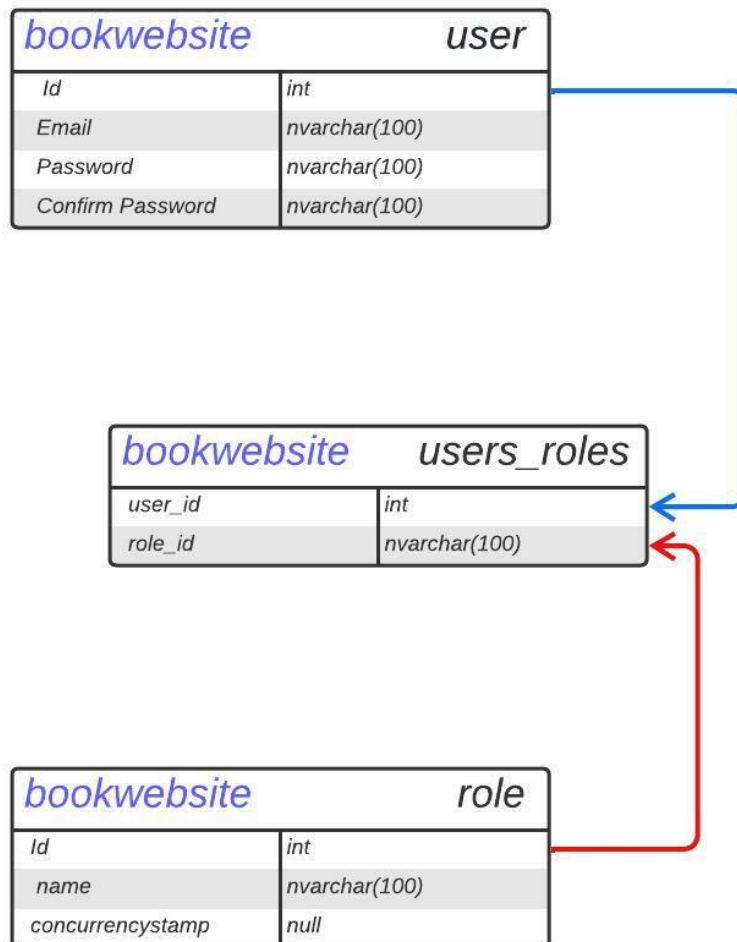 bookwebsite user
Id int
Email nvarchar(100)
Password nvarchar(100)
Confirm Password nvarchar(100)
bookwebsite users_roles
user_id int
role_id nvarchar(100)
bookwebsite role
Id int
name nvarchar(100)
concurrencystamp null